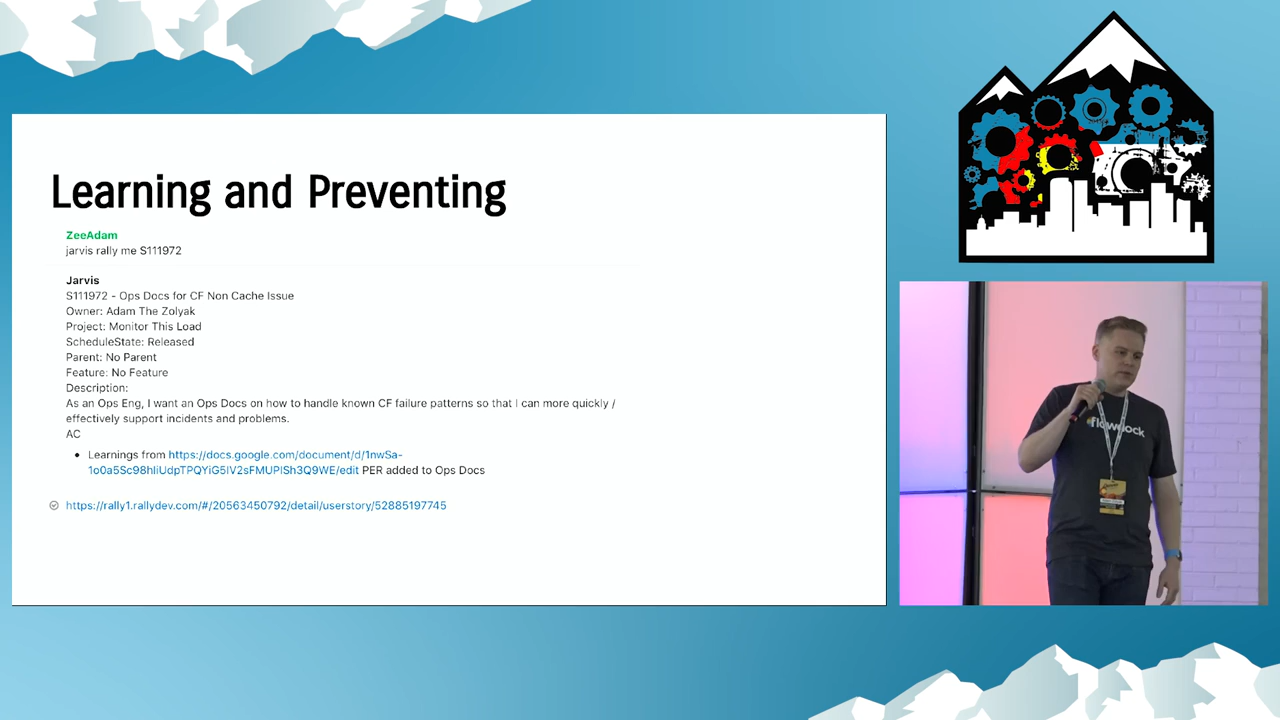 Learning and Preventing
ZeeAdam
jarvis rally me S111972
Jarvis
S111972 - Ops Docs for CF Non Cache Issue
Owner: Adam The Zolyak
Project: Monitor This Load
ScheduleState: Released
Parent: No Parent
Feature: No Feature
Description:
As an Ops Eng, I want an Ops Docs on how to handle known CF failure patterns so that I can more quickly /
effectively support incidents and problems.
AC
Learnings from https://docs.google.com/document/d/1nwSa-
1o0a5Sc98hliUdpTPQYiG5IV2sFMUPlSh3Q9WE/edit PER added to Ops Docs
https://rally1.rallydev.com/#/20563450792/detail/userstory/52885197745
flowdock